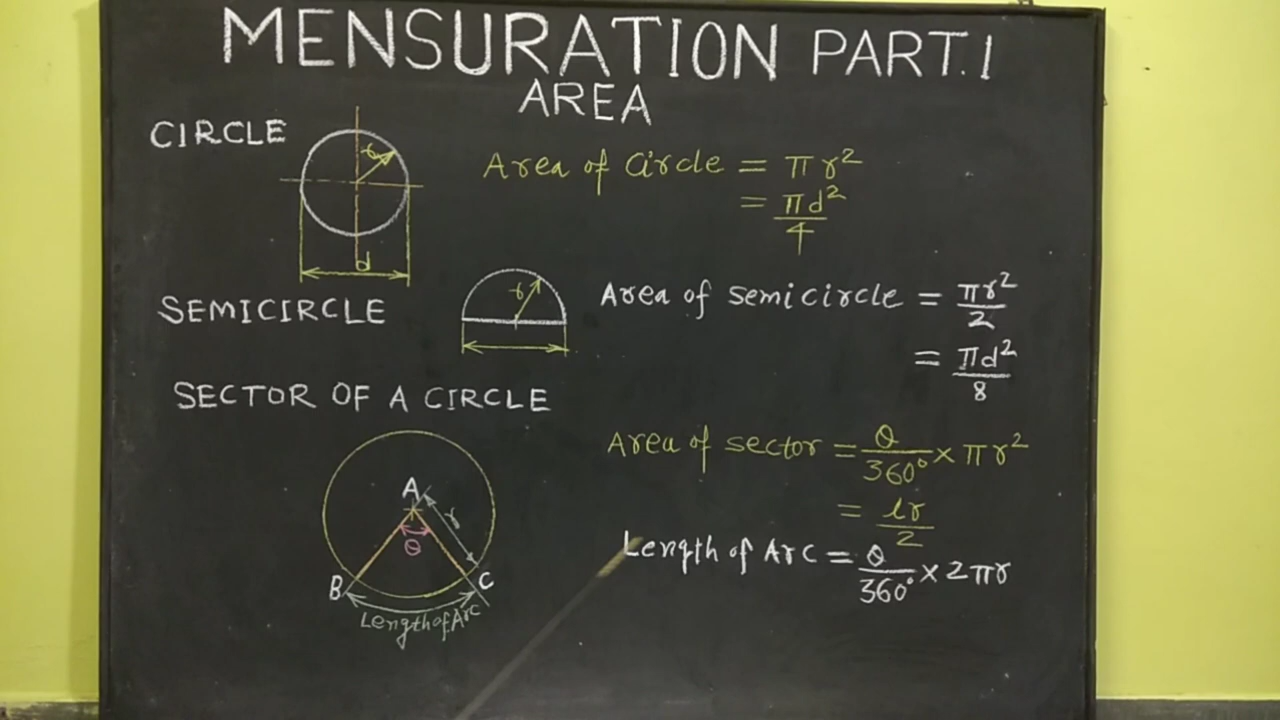 MENSURATION PART.1
AREA
CIRCLE
r
d
Area of Circle = πr²
= πd²/4
SEMICIRCLE
r
Area of semicircle = πr²/2
= πd²/8
SECTOR OF A CIRCLE
A
r
θ
B
C
Length of Arc
Area of sector = θ/360° × πr²
= lr/2
Length of Arc = θ/360° × 2πr